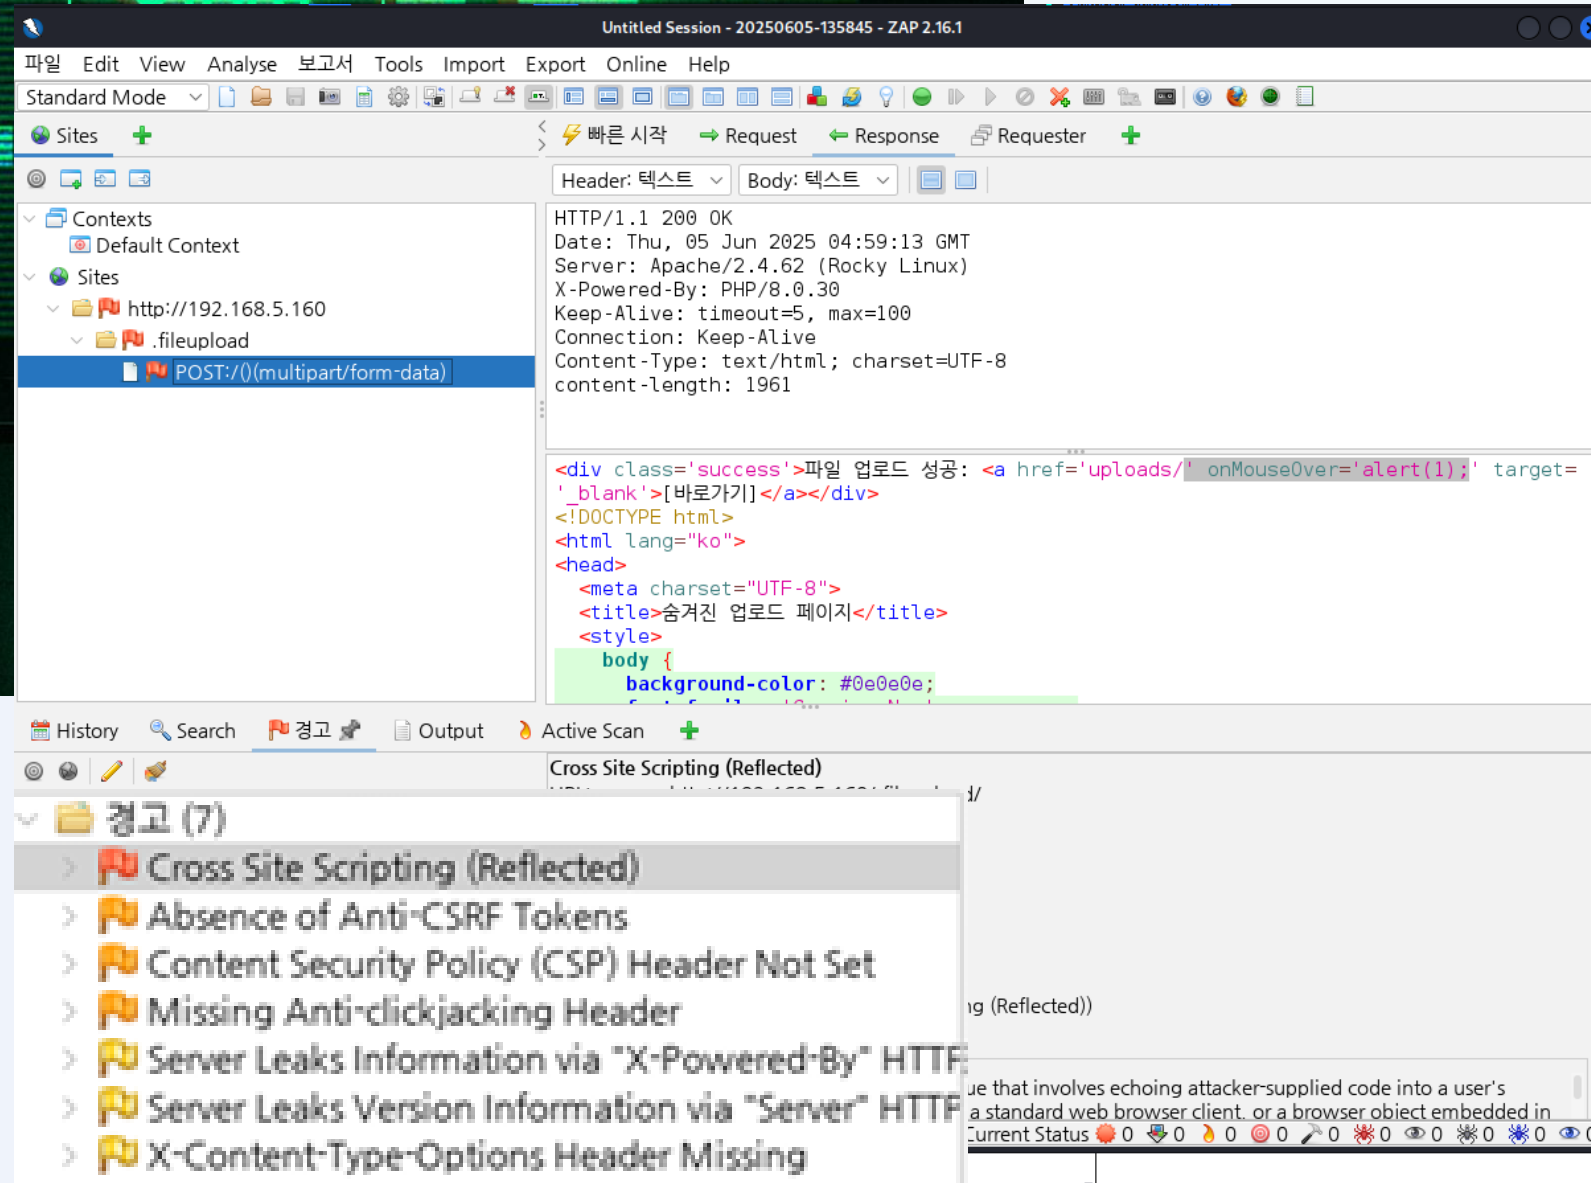 Untitled Session - 20250605-135845 - ZAP 2.16.1
파일 Edit View Analyse 보고서 Tools Import Export Online Help
Standard Mode
Sites
빠른 시작 Request Response Requester
Header: 텍스트 Body: 텍스트
Contexts
Default Context
Sites
http://192.168.5.160
.fileupload
POST:/()(multipart/form-data)
HTTP/1.1 200 OK
Date: Thu, 05 Jun 2025 04:59:13 GMT
Server: Apache/2.4.62 (Rocky Linux)
X-Powered-By: PHP/8.0.30
Keep-Alive: timeout=5, max=100
Connection: Keep-Alive
Content-Type: text/html; charset=UTF-8
content-length: 1961
<div class='success'>파일 업로드 성공: <a href='uploads/' onMouseOver='alert(1);' target=
'_blank'>[바로가기]</a></div>
<!DOCTYPE html>
<html lang="ko">
<head>
<meta charset="UTF-8">
<title>숨겨진 업로드 페이지</title>
<style>
body {
background-color: #0e0e0e;
History Search 경고 Output Active Scan
Cross Site Scripting (Reflected)
d/
경고 (7)
Cross Site Scripting (Reflected)
Absence of Anti-CSRF Tokens
Content Security Policy (CSP) Header Not Set
Missing Anti-clickjacking Header
Server Leaks Information via "X-Powered-By" HTTP
Server Leaks Version Information via "Server" HTTP
X-Content-Type-Options Header Missing
ng (Reflected))
ue that involves echoing attacker-supplied code into a user's
a standard web browser client, or a browser object embedded in
Current Status 0 0 0 0 0 0 0 0 0